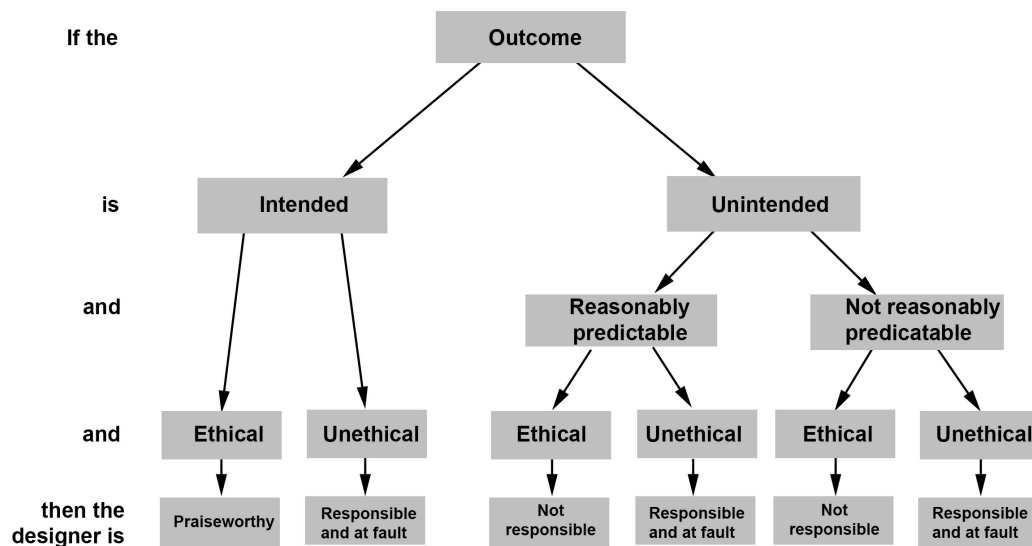 If the
Outcome
is
Intended
Unintended
and
Reasonably
predictable
Not reasonably
predicatable
and
Ethical
Unethical
Ethical
Unethical
Ethical
Unethical
then the
designer is
Praiseworthy
Responsible
and at fault
Not
responsible
Responsible
and at fault
Not
responsible
Responsible
and at fault